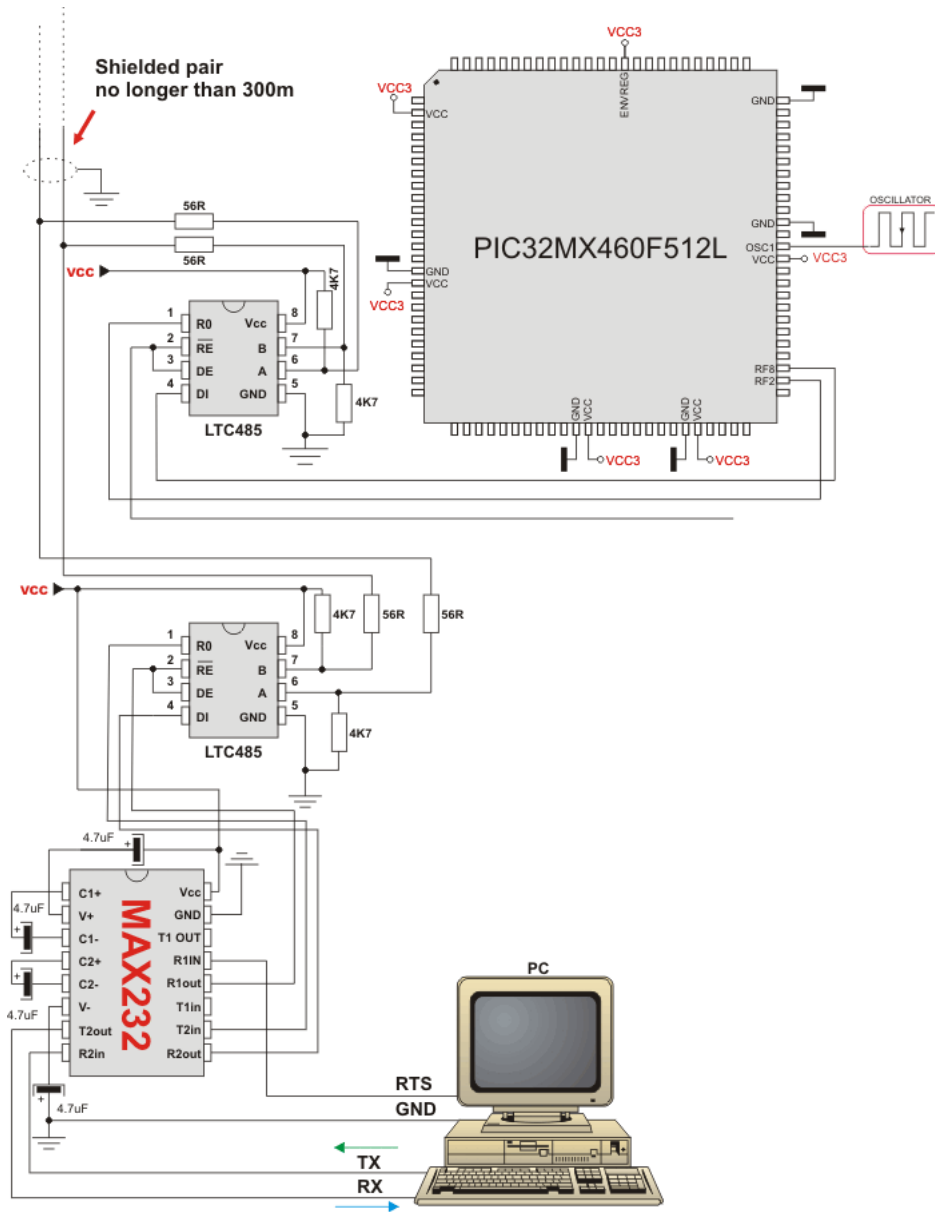 Shielded pair
no longer than 300m
VCC3
VCC3
VCC
ENVREG
GND
56R
56R
vcc
4K7
GND
OSC1
VCC
VCC3
OSCILLATOR
PIC32MX460F512L
GND
VCC
VCC3
1 R0 Vcc 8
2 RE B 7
3 DE A 6
4 DI GND 5
LTC485
4K7
RF8
RF2
GND
VCC
VCC3
GND
VCC
VCC3
vcc
4K7
56R
56R
1 R0 Vcc 8
2 RE B 7
3 DE A 6
4 DI GND 5
LTC485
4K7
4.7uF
+
4.7uF
+
+
4.7uF
+
4.7uF
MAX232
C1+ Vcc
V+ GND
C1- T1 OUT
C2+ R1IN
C2- R1out
V- T1in
T2out T2in
R2in R2out
PC
RTS
GND
TX
RX